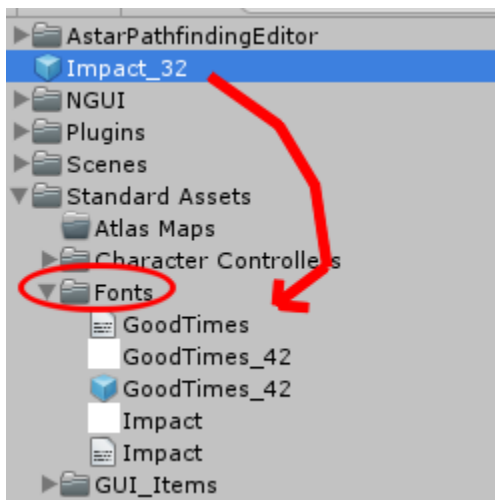 AstarPathfindingEditor
Impact_32
NGUI
Plugins
Scenes
Standard Assets
Atlas Maps
Character Controllers
Fonts
GoodTimes
GoodTimes_42
GoodTimes_42
Impact
Impact
GUI_Items